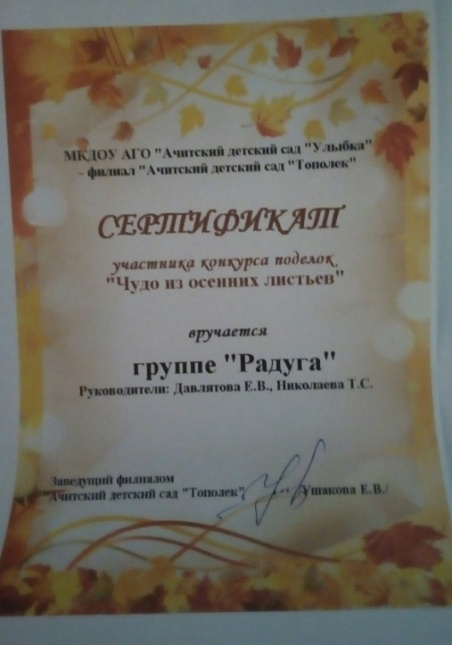 МКДОУ АГО "Ачитский детский сад "Улыбка"
- филиал "Ачитский детский сад "Тополек"
СЕРТИФИКАТ
участника конкурса поделок
"Чудо из осенних листьев"
вручается
группе "Радуга"
Руководители: Давлятова Е.В., Николаева Т.С.
Заведущий филиалом
"Ачитский детский сад "Тополек" Ушакова Е.В./